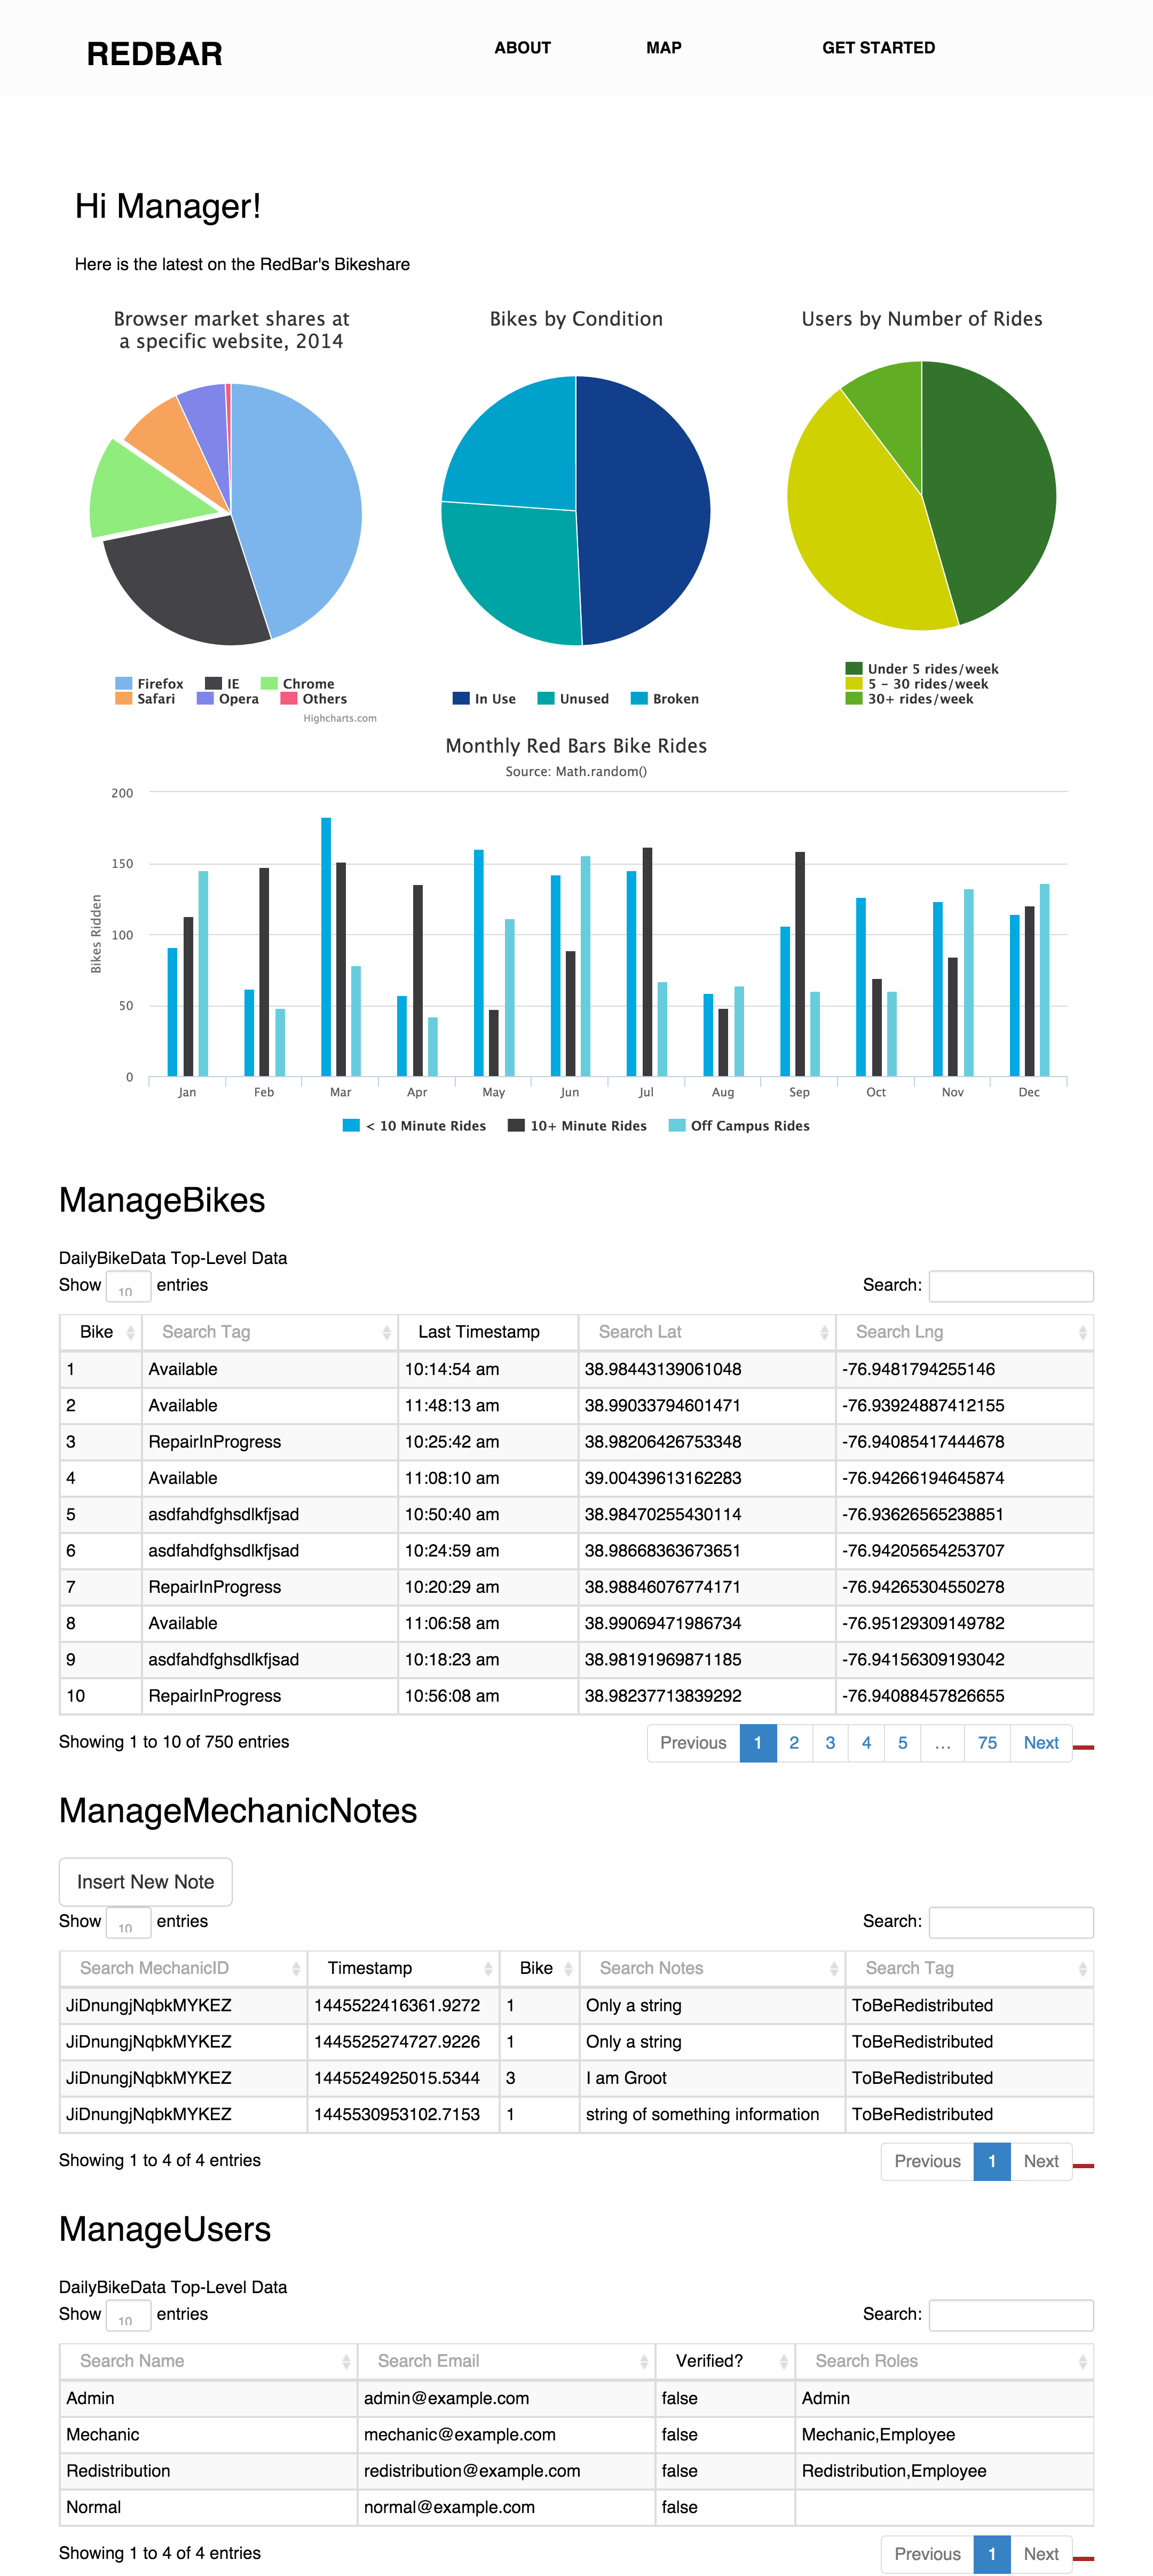 REDBAR ABOUT MAP GET STARTED
Hi Manager!
Here is the latest on the RedBar's Bikeshare
Browser market shares at
a specific website, 2014
Firefox IE Chrome
Safari Opera Others
Highcharts.com
Bikes by Condition
In Use Unused Broken
Users by Number of Rides
Under 5 rides/week
5 - 30 rides/week
30+ rides/week
Monthly Red Bars Bike Rides
Source: Math.random()
Bikes Ridden
200
150
100
50
0
Jan Feb Mar Apr May Jun Jul Aug Sep Oct Nov Dec
< 10 Minute Rides 10+ Minute Rides Off Campus Rides
ManageBikes
DailyBikeData Top-Level Data
Show 10 entries Search:
Bike Search Tag Last Timestamp Search Lat Search Lng
1 Available 10:14:54 am 38.98443139061048 -76.9481794255146
2 Available 11:48:13 am 38.99033794601471 -76.93924887412155
3 RepairInProgress 10:25:42 am 38.98206426753348 -76.94085417444678
4 Available 11:08:10 am 39.00439613162283 -76.94266194645874
5 asdfahdfghsdlkfjsad 10:50:40 am 38.98470255430114 -76.93626565238851
6 asdfahdfghsdlkfjsad 10:24:59 am 38.98668363673651 -76.94205654253707
7 RepairInProgress 10:20:29 am 38.98846076774171 -76.94265304550278
8 Available 11:06:58 am 38.99069471986734 -76.95129309149782
9 asdfahdfghsdlkfjsad 10:18:23 am 38.98191969871185 -76.94156309193042
10 RepairInProgress 10:56:08 am 38.98237713839292 -76.94088457826655
Showing 1 to 10 of 750 entries Previous 1 2 3 4 5 … 75 Next
ManageMechanicNotes
Insert New Note
Show 10 entries Search:
Search MechanicID Timestamp Bike Search Notes Search Tag
JiDnungjNqbkMYKEZ 1445522416361.9272 1 Only a string ToBeRedistributed
JiDnungjNqbkMYKEZ 1445525274727.9226 1 Only a string ToBeRedistributed
JiDnungjNqbkMYKEZ 1445524925015.5344 3 I am Groot ToBeRedistributed
JiDnungjNqbkMYKEZ 1445530953102.7153 1 string of something information ToBeRedistributed
Showing 1 to 4 of 4 entries Previous 1 Next
ManageUsers
DailyBikeData Top-Level Data
Show 10 entries Search:
Search Name Search Email Verified? Search Roles
Admin admin@example.com false Admin
Mechanic mechanic@example.com false Mechanic,Employee
Redistribution redistribution@example.com false Redistribution,Employee
Normal normal@example.com false
Showing 1 to 4 of 4 entries Previous 1 Next